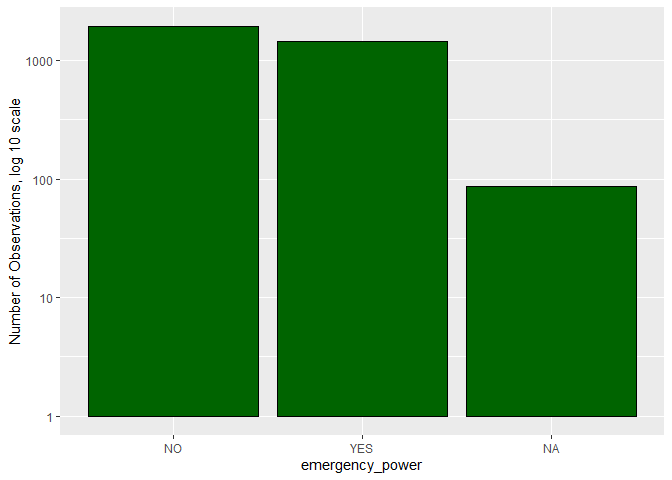 Number of Observations, log 10 scale
1000
100
10
1
NO YES NA
emergency_power